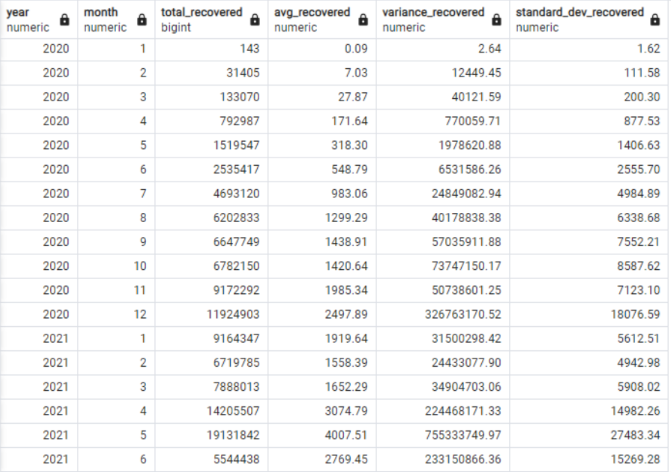 year month total_recovered avg_recovered variance_recovered standard_dev_recovered
numeric numeric bigint numeric numeric numeric
2020 1 143 0.09 2.64 1.62
2020 2 31405 7.03 12449.45 111.58
2020 3 133070 27.87 40121.59 200.30
2020 4 792987 171.64 770059.71 877.53
2020 5 1519547 318.30 1978620.88 1406.63
2020 6 2535417 548.79 6531586.26 2555.70
2020 7 4693120 983.06 24849082.94 4984.89
2020 8 6202833 1299.29 40178838.38 6338.68
2020 9 6647749 1438.91 57035911.88 7552.21
2020 10 6782150 1420.64 73747150.17 8587.62
2020 11 9172292 1985.34 50738601.25 7123.10
2020 12 11924903 2497.89 326763170.52 18076.59
2021 1 9164347 1919.64 31500298.42 5612.51
2021 2 6719785 1558.39 24433077.90 4942.98
2021 3 7888013 1652.29 34904703.06 5908.02
2021 4 14205507 3074.79 224468171.33 14982.26
2021 5 19131842 4007.51 755333749.97 27483.34
2021 6 5544438 2769.45 233150866.36 15269.28